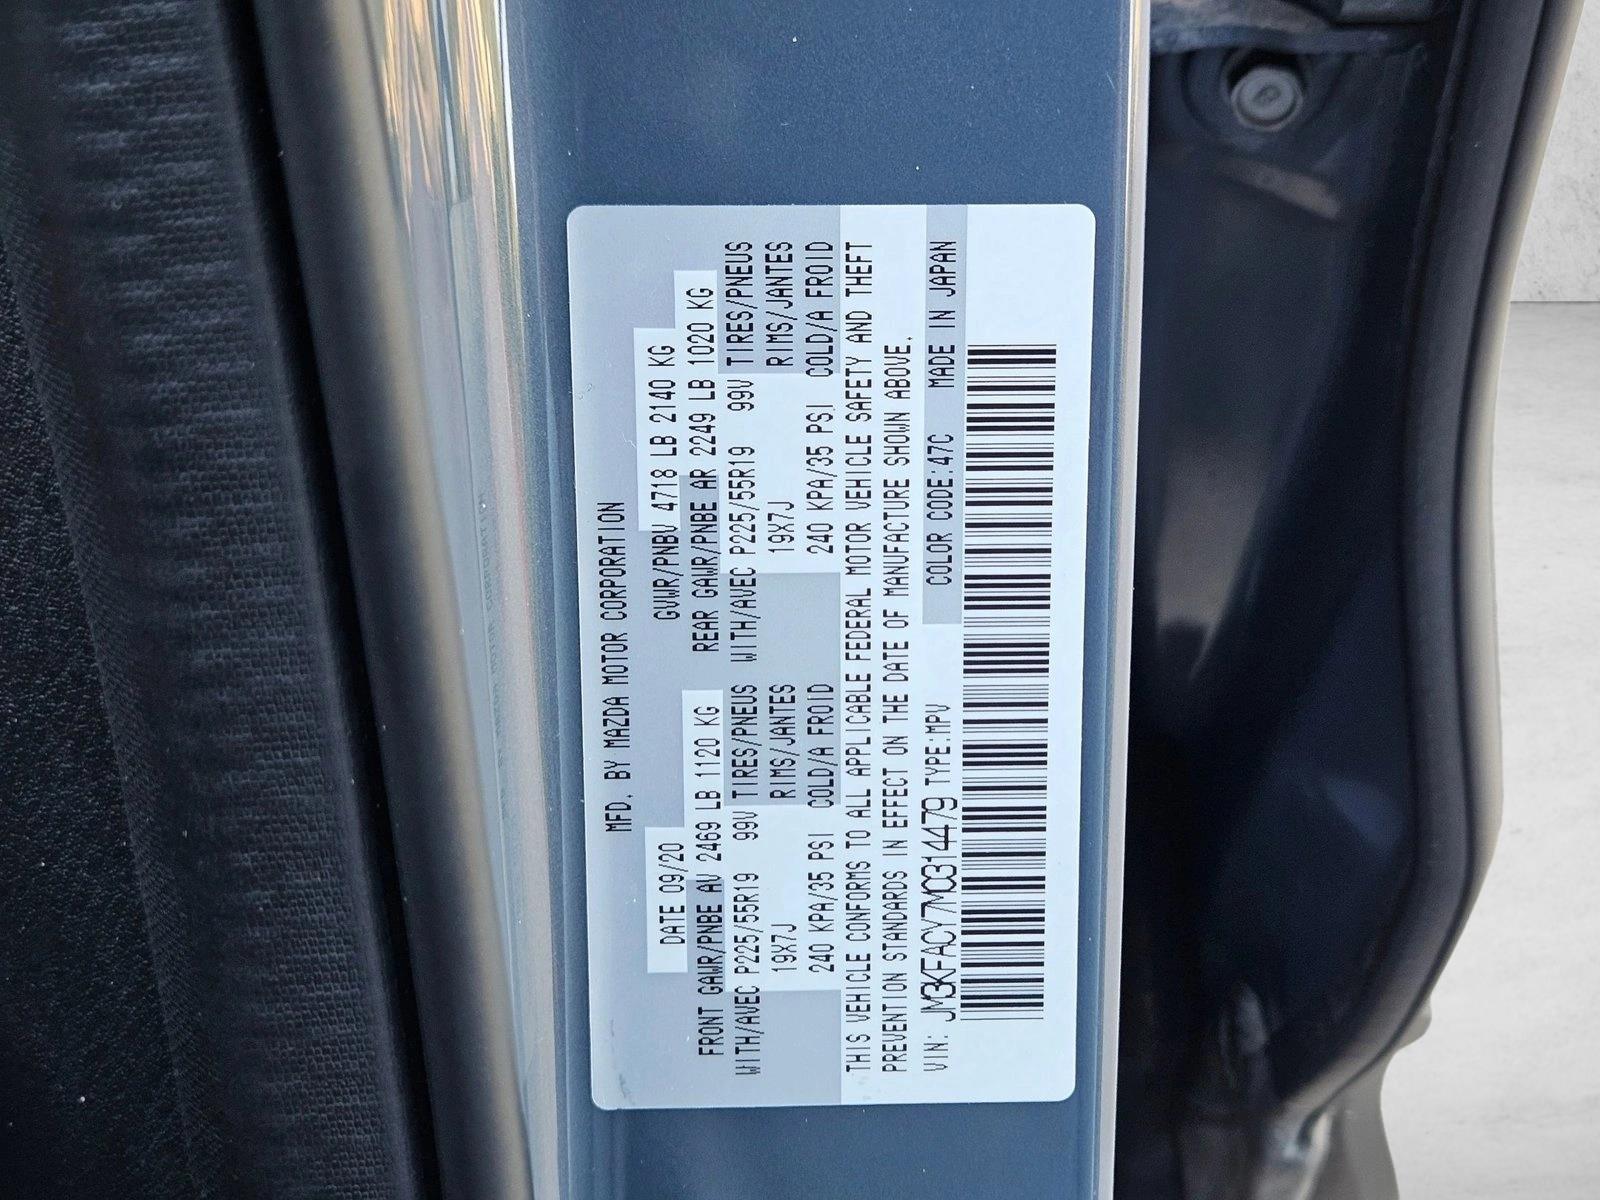 MFD. BY MAZDA MOTOR CORPORATION
DATE 09/20 GVWR/PNBV 4718 LB 2140 KG
FRONT GAWR/PNBE AV 2469 LB 1120 KG REAR GAWR/PNBE AR 2249 LB 1020 KG
WITH/AVEC P225/55R19 99V TIRES/PNEUS WITH/AVEC P225/55R19 99V TIRES/PNEUS
19X7J RIMS/JANTES 19X7J RIMS/JANTES
240 KPA/35 PSI COLD/A FROID 240 KPA/35 PSI COLD/A FROID
THIS VEHICLE CONFORMS TO ALL APPLICABLE FEDERAL MOTOR VEHICLE SAFETY AND THEFT
PREVENTION STANDARDS IN EFFECT ON THE DATE OF MANUFACTURE SHOWN ABOVE.
VIN: JM3KFACY7M0314479 TYPE:MPV COLOR CODE:47C MADE IN JAPAN